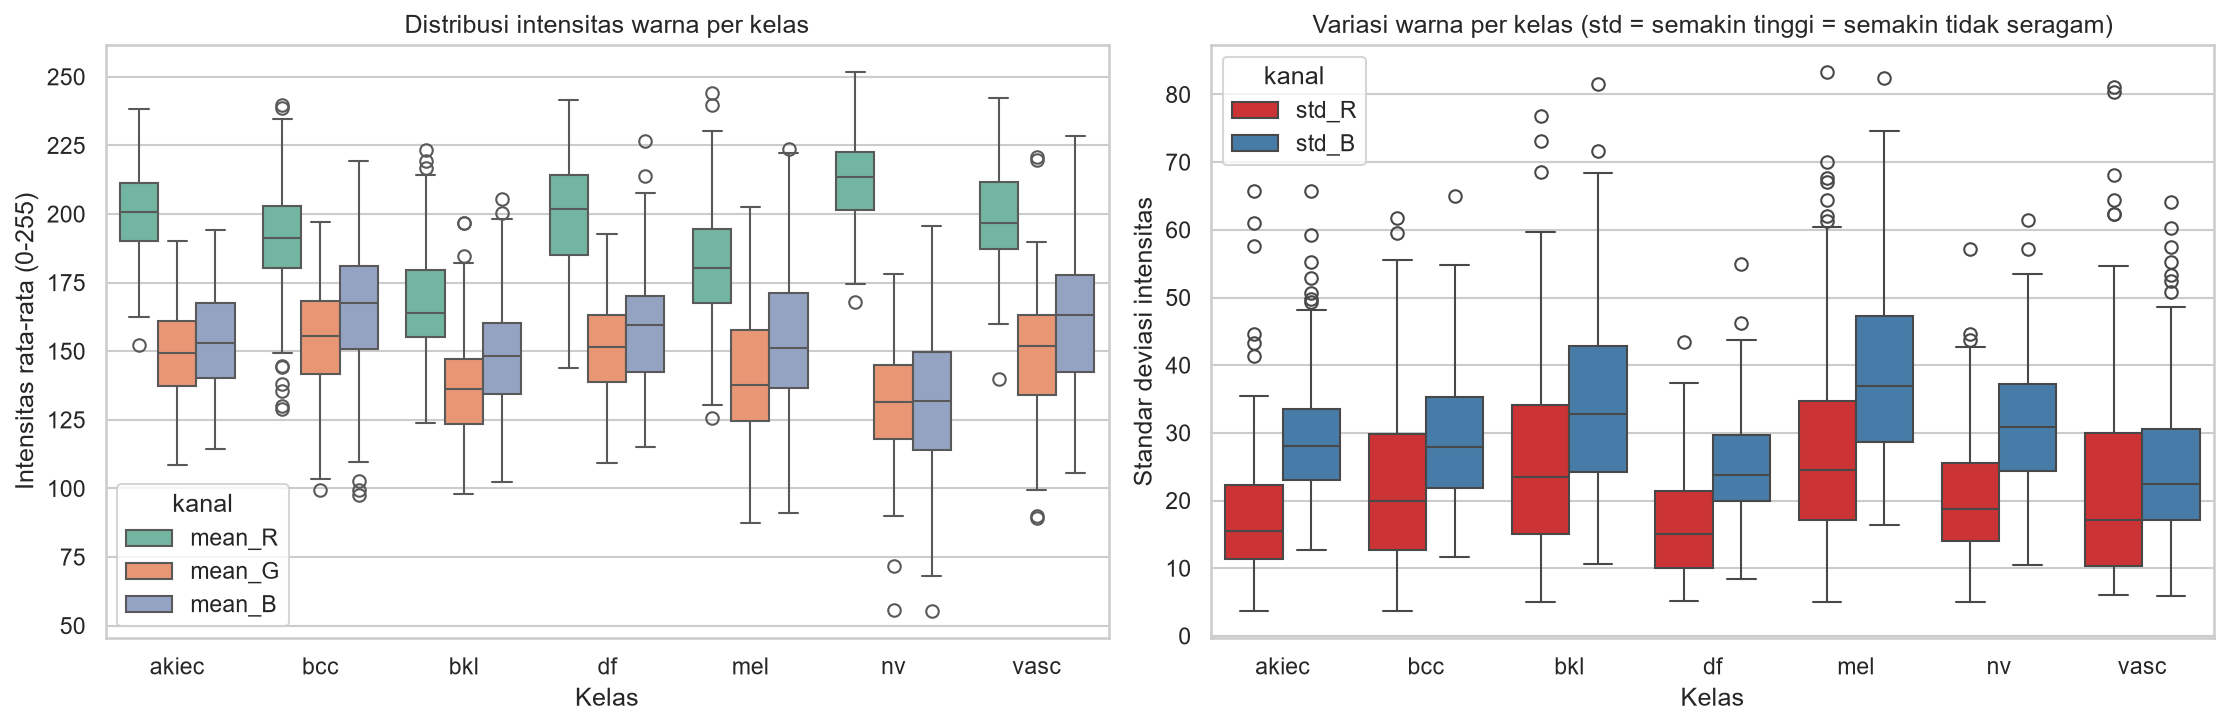 Distribusi intensitas warna per kelas
Intensitas rata-rata (0-255)
250
225
200
175
150
125
100
75
50
kanal
mean_R
mean_G
mean_B
akiec bcc bkl df mel nv vasc
Kelas
Variasi warna per kelas (std = semakin tinggi = semakin tidak seragam)
Standar deviasi intensitas
80
70
60
50
40
30
20
10
0
kanal
std_R
std_B
akiec bcc bkl df mel nv vasc
Kelas